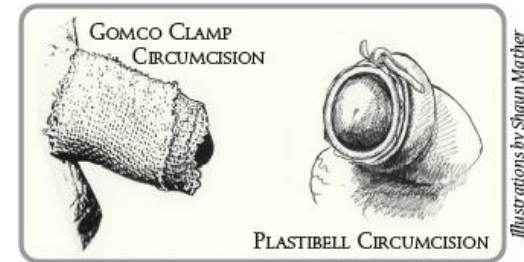 Gomco Clamp
Circumcision
Plastibell Circumcision
Illustrations by Shaun Mather